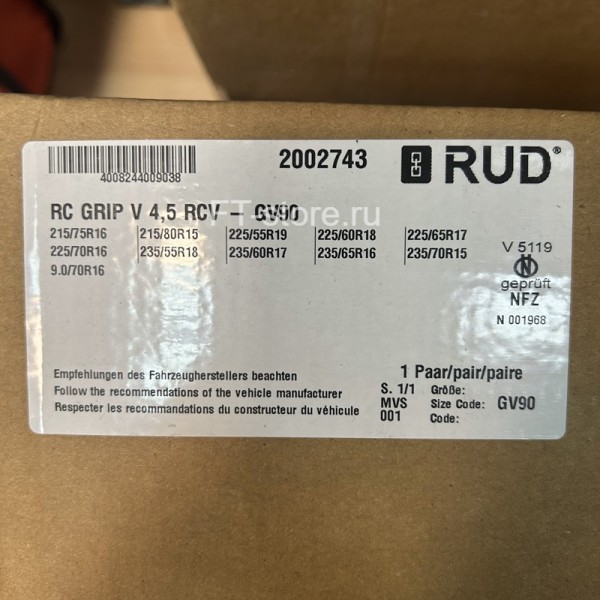 4008244009038
2002743
RUD®
RC GRIP V 4,5 RCV - GV90
FT-store.ru
215/75R16 215/80R15 225/55R19 225/60R18 225/65R17
225/70R16 235/55R18 235/60R17 235/65R16 235/70R15
9.0/70R16
V 5119
N
geprüft
NFZ
N 001968
Empfehlungen des Fahrzeugherstellers beachten
Follow the recommendations of the vehicle manufacturer
Respecter les recommandations du constructeur du véhicule
1 Paar/pair/paire
S. 1/1 Größe:
MVS Size Code: GV90
001 Code: